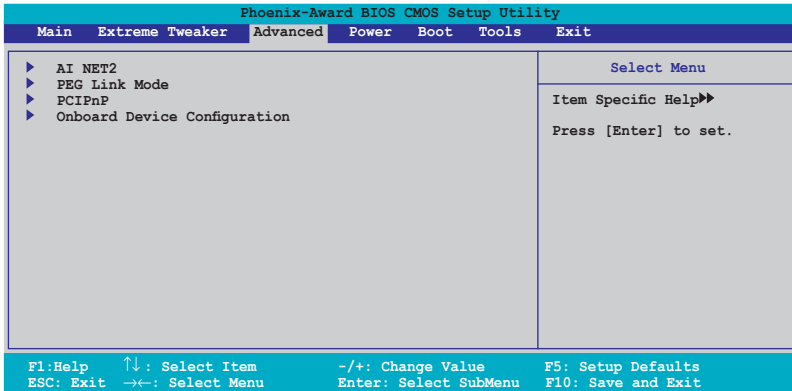 Phoenix-Award BIOS CMOS Setup Utility
Main Extreme Tweaker Advanced Power Boot Tools Exit
AI NET2
PEG Link Mode
PCIPnP
Onboard Device Configuration
Select Menu
Item Specific Help
Press [Enter] to set.
F1:Help ↑↓: Select Item -/+: Change Value F5: Setup Defaults
ESC: Exit →←: Select Menu Enter: Select SubMenu F10: Save and Exit